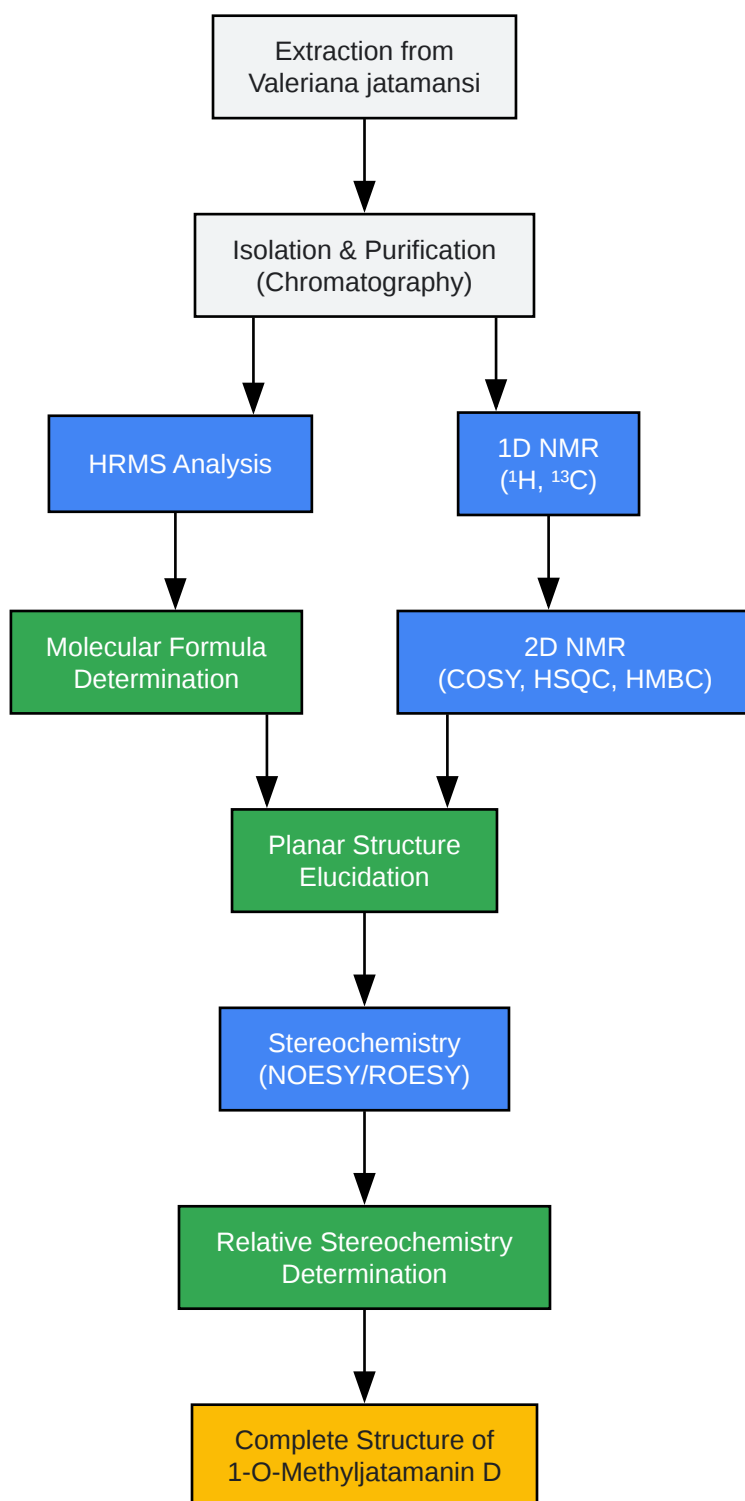 Extraction from
Valeriana jatamansi
Isolation & Purification
(Chromatography)
HRMS Analysis
1D NMR
(¹H, ¹³C)
Molecular Formula
Determination
2D NMR
(COSY, HSQC, HMBC)
Planar Structure
Elucidation
Stereochemistry
(NOESY/ROESY)
Relative Stereochemistry
Determination
Complete Structure of
1-O-Methyljatamanin D